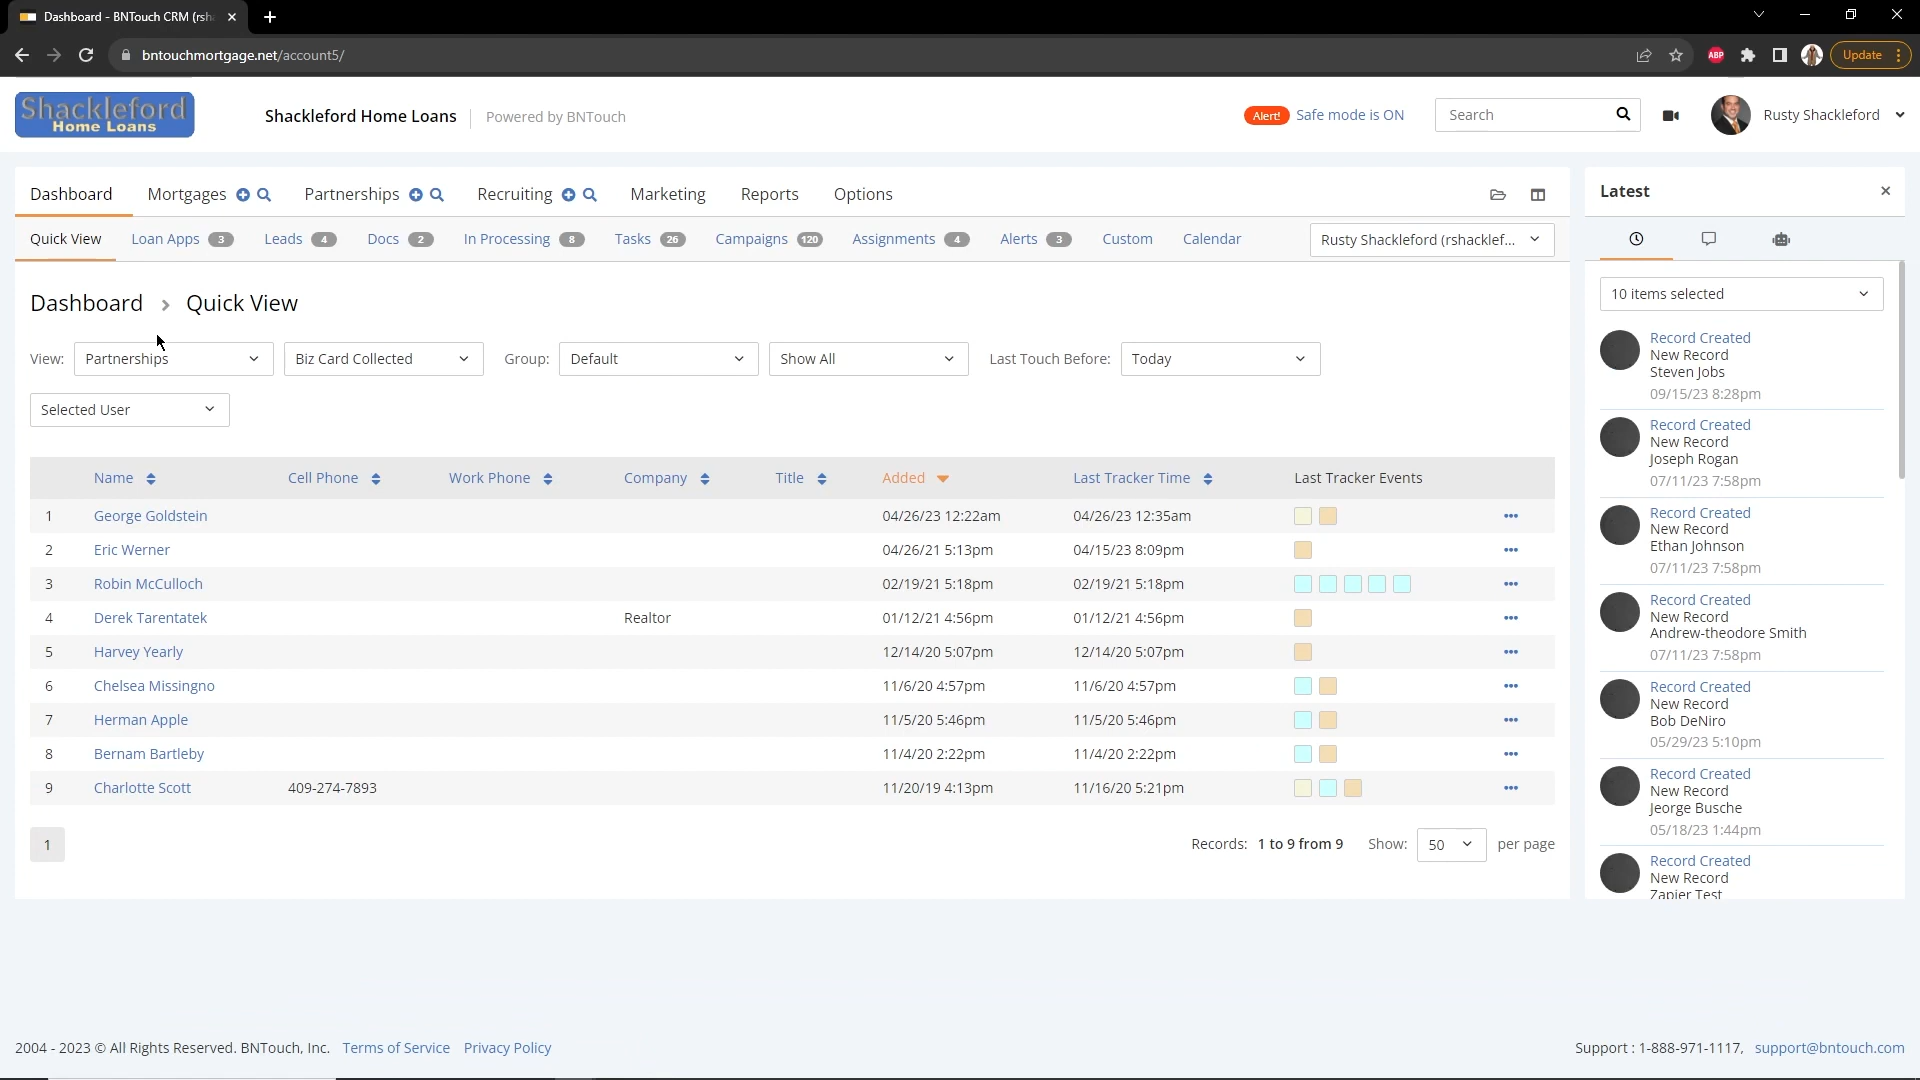 Dashboard - BNTouch CRM (rsh
bntouchmortgage.net/account5/
ABP
Update
Shackleford
Home Loans
Shackleford Home Loans
Powered by BNTouch
Alert!
Safe mode is ON
Search
Rusty Shackleford
Dashboard
Mortgages
Partnerships
Recruiting
Marketing
Reports
Options
Quick View
Loan Apps 3
Leads 4
Docs 2
In Processing 8
Tasks 26
Campaigns 120
Assignments 4
Alerts 3
Custom
Calendar
Rusty Shackleford (rshacklef...
Dashboard
Quick View
View: Partnerships
Biz Card Collected
Group: Default
Show All
Last Touch Before: Today
Selected User
Name Cell Phone Work Phone Company Title Added Last Tracker Time Last Tracker Events
1 George Goldstein 04/26/23 12:22am 04/26/23 12:35am
2 Eric Werner 04/26/21 5:13pm 04/15/23 8:09pm
3 Robin McCulloch 02/19/21 5:18pm 02/19/21 5:18pm
4 Derek Tarentatek Realtor 01/12/21 4:56pm 01/12/21 4:56pm
5 Harvey Yearly 12/14/20 5:07pm 12/14/20 5:07pm
6 Chelsea Missingno 11/6/20 4:57pm 11/6/20 4:57pm
7 Herman Apple 11/5/20 5:46pm 11/5/20 5:46pm
8 Bernam Bartleby 11/4/20 2:22pm 11/4/20 2:22pm
9 Charlotte Scott 409-274-7893 11/20/19 4:13pm 11/16/20 5:21pm
1
Records: 1 to 9 from 9 Show: 50 per page
Latest
10 items selected
Record Created
New Record
Steven Jobs
09/15/23 8:28pm
Record Created
New Record
Joseph Rogan
07/11/23 7:58pm
Record Created
New Record
Ethan Johnson
07/11/23 7:58pm
Record Created
New Record
Andrew-theodore Smith
07/11/23 7:58pm
Record Created
New Record
Bob DeNiro
05/29/23 5:10pm
Record Created
New Record
Jeorge Busche
05/18/23 1:44pm
Record Created
New Record
Zapier Test
2004 - 2023 © All Rights Reserved. BNTouch, Inc. Terms of Service Privacy Policy
Support : 1-888-971-1117, support@bntouch.com